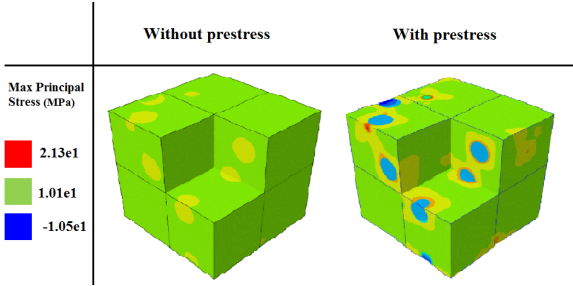 Without prestress
With prestress
Max Principal
Stress (MPa)
2.13e1
1.01e1
-1.05e1